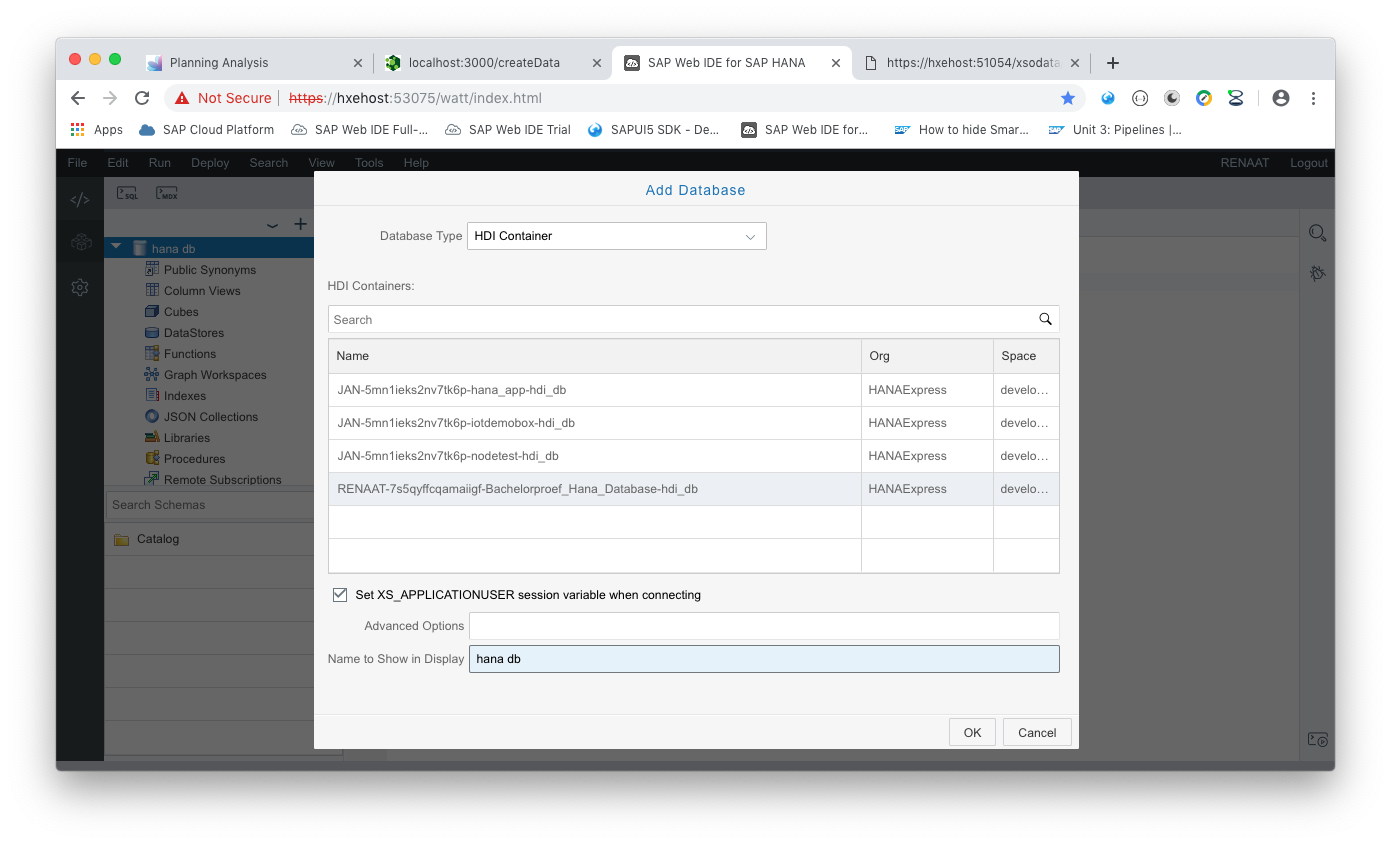 Planning Analysis
localhost:3000/createData
SAP Web IDE for SAP HANA
https://hxehost:51054/xsodata
Not Secure
https://hxehost:53075/watt/index.html
Apps
SAP Cloud Platform
SAP Web IDE Full-...
SAP Web IDE Trial
SAPUI5 SDK - De...
SAP Web IDE for...
SAP
How to hide Smar...
SAP
Unit 3: Pipelines |...
File Edit Run Deploy Search View Tools Help
RENAAT Logout
SQL
MDX
hana db
Public Synonyms
Column Views
Cubes
DataStores
Functions
Graph Workspaces
Indexes
JSON Collections
Libraries
Procedures
Remote Subscriptions
Search Schemas
Catalog
Add Database
Database Type HDI Container
HDI Containers:
Search
Name Org Space
JAN-5mn1ieks2nv7tk6p-hana_app-hdi_db HANAExpress develo...
JAN-5mn1ieks2nv7tk6p-iotdemobox-hdi_db HANAExpress develo...
JAN-5mn1ieks2nv7tk6p-nodetest-hdi_db HANAExpress develo...
RENAAT-7s5qyffcqamaiigf-Bachelorproef_Hana_Database-hdi_db HANAExpress develo...
Set XS_APPLICATIONUSER session variable when connecting
Advanced Options
Name to Show in Display hana db
OK Cancel